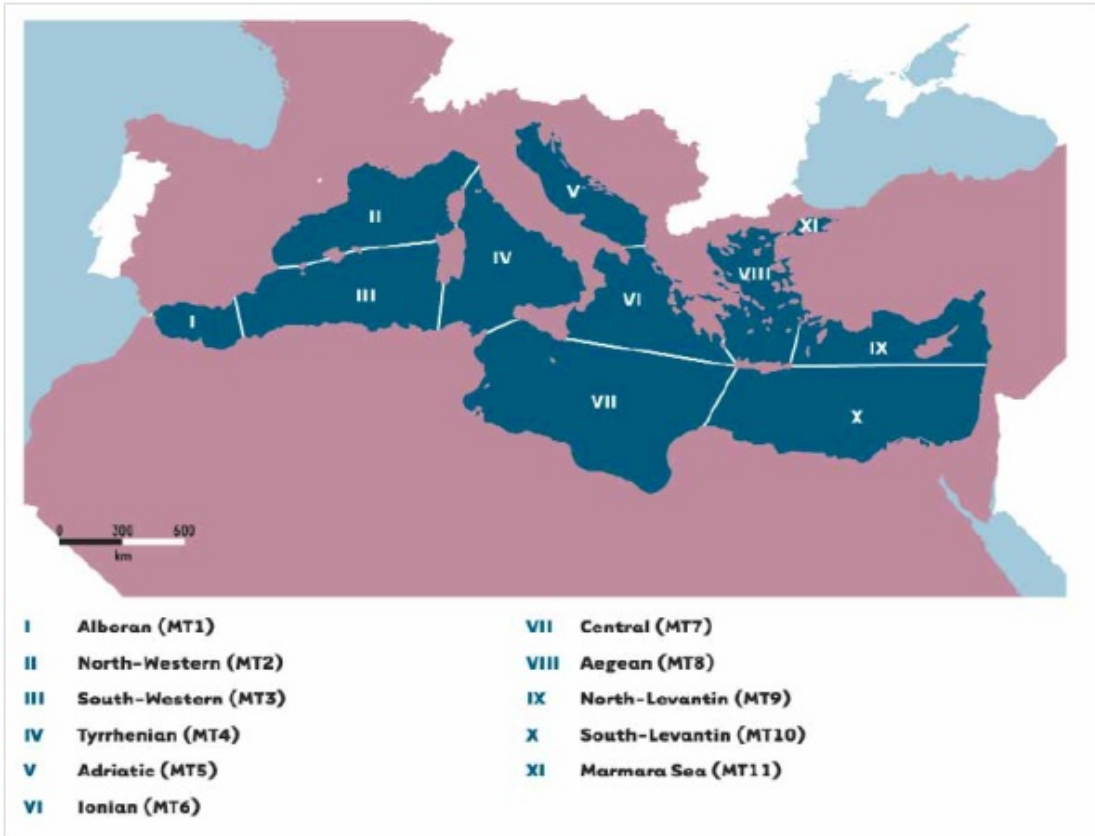 V
XI
II
IV
VIII
III
VI
I
IX
VII
X
0 300 600
km
I Alboran (MT1)
II North-Western (MT2)
III South-Western (MT3)
IV Tyrrhenian (MT4)
V Adriatic (MT5)
VI Ionian (MT6)
VII Central (MT7)
VIII Aegean (MT8)
IX North-Levantin (MT9)
X South-Levantin (MT10)
XI Marmara Sea (MT11)